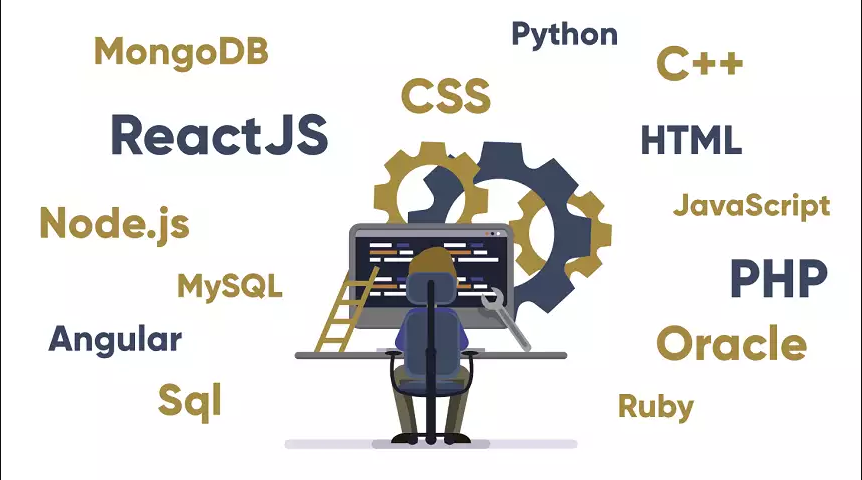 Python
MongoDB
C++
CSS
ReactJS
HTML
JavaScript
Node.js
PHP
MySQL
Angular
Oracle
Sql
Ruby